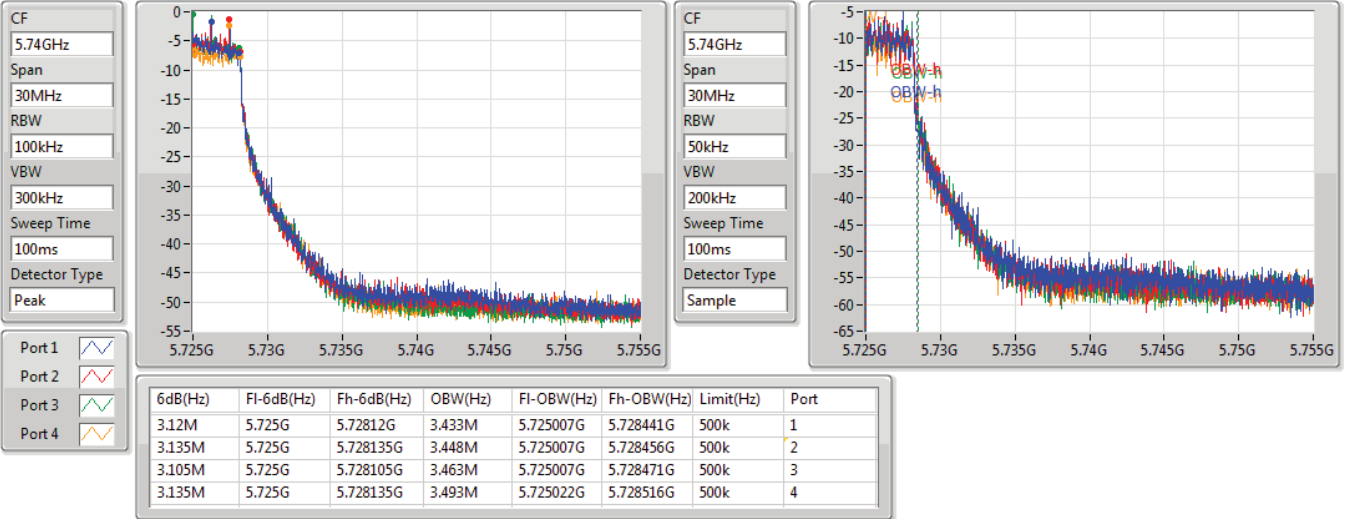 CF
5.74GHz
Span
30MHz
RBW
100kHz
VBW
300kHz
Sweep Time
100ms
Detector Type
Peak
0
-5
-10
-15
-20
-25
-30
-35
-40
-45
-50
-55
5.725G 5.73G 5.735G 5.74G 5.745G 5.75G 5.755G
CF
5.74GHz
Span
30MHz
RBW
50kHz
VBW
200kHz
Sweep Time
100ms
Detector Type
Sample
-5
-10
-15
-20
-25
-30
-35
-40
-45
-50
-55
-60
-65
OBW-h
OBW-h
5.725G 5.73G 5.735G 5.74G 5.745G 5.75G 5.755G
Port 1
Port 2
Port 3
Port 4
6dB(Hz) Fl-6dB(Hz) Fh-6dB(Hz) OBW(Hz) Fl-OBW(Hz) Fh-OBW(Hz) Limit(Hz) Port
3.12M 5.725G 5.72812G 3.433M 5.725007G 5.728441G 500k 1
3.135M 5.725G 5.728135G 3.448M 5.725007G 5.728456G 500k 2
3.105M 5.725G 5.728105G 3.463M 5.725007G 5.728471G 500k 3
3.135M 5.725G 5.728135G 3.493M 5.725022G 5.728516G 500k 4